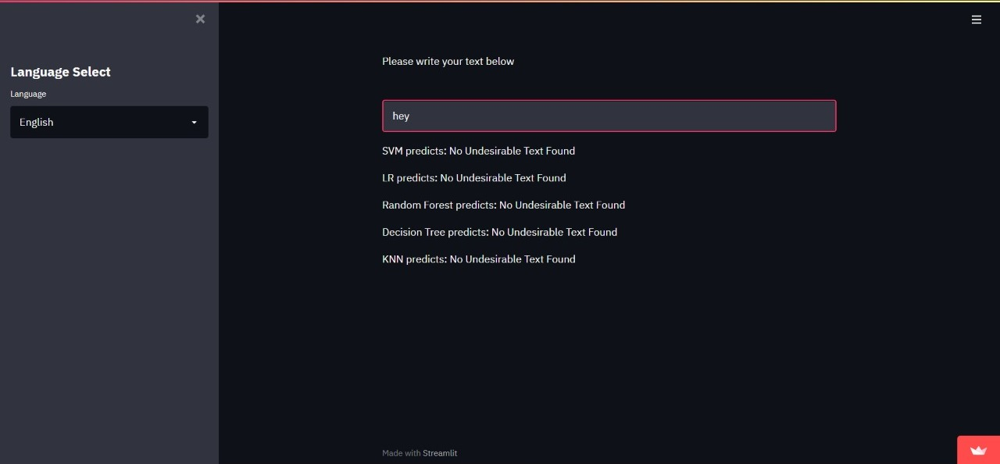 Language Select
Language
English
Please write your text below
hey
SVM predicts: No Undesirable Text Found
LR predicts: No Undesirable Text Found
Random Forest predicts: No Undesirable Text Found
Decision Tree predicts: No Undesirable Text Found
KNN predicts: No Undesirable Text Found
Made with Streamlit